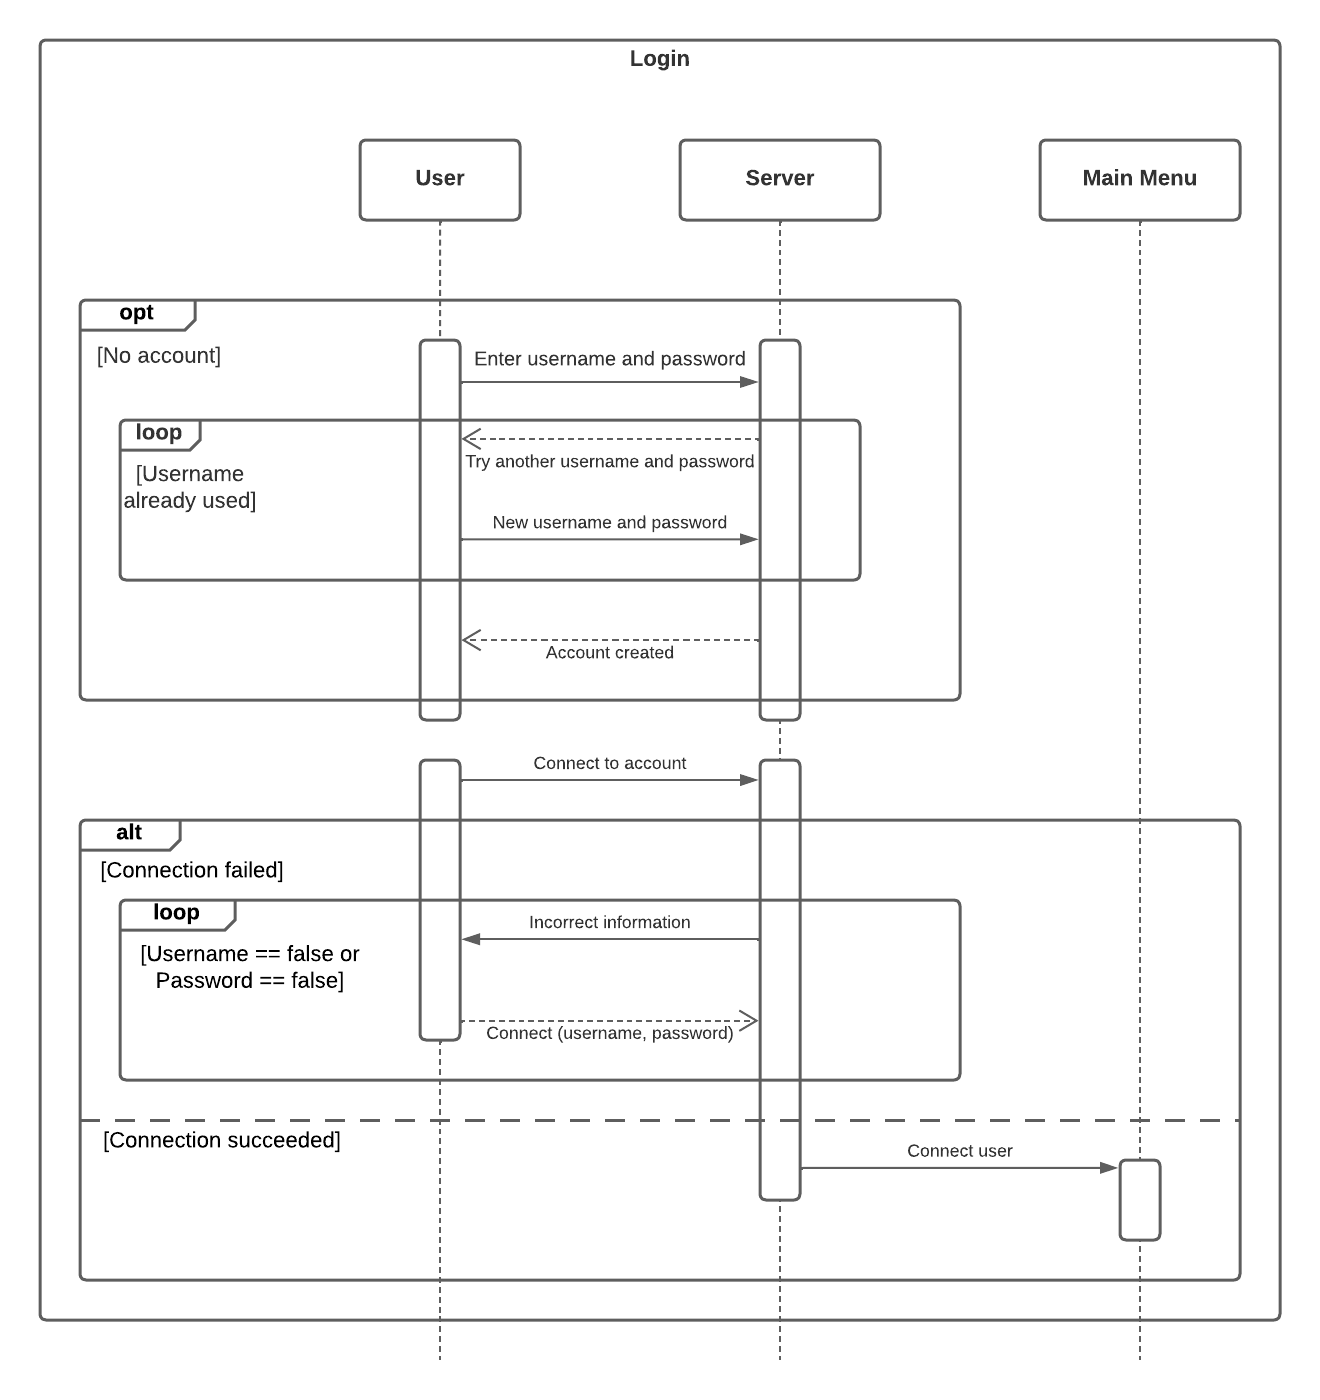 Login
User
Server
Main Menu
opt
[No account]
Enter username and password
loop
[Username
already used]
Try another username and password
New username and password
Account created
Connect to account
alt
[Connection failed]
loop
Incorrect information
[Username == false or
Password == false]
Connect (username, password)
[Connection succeeded]
Connect user